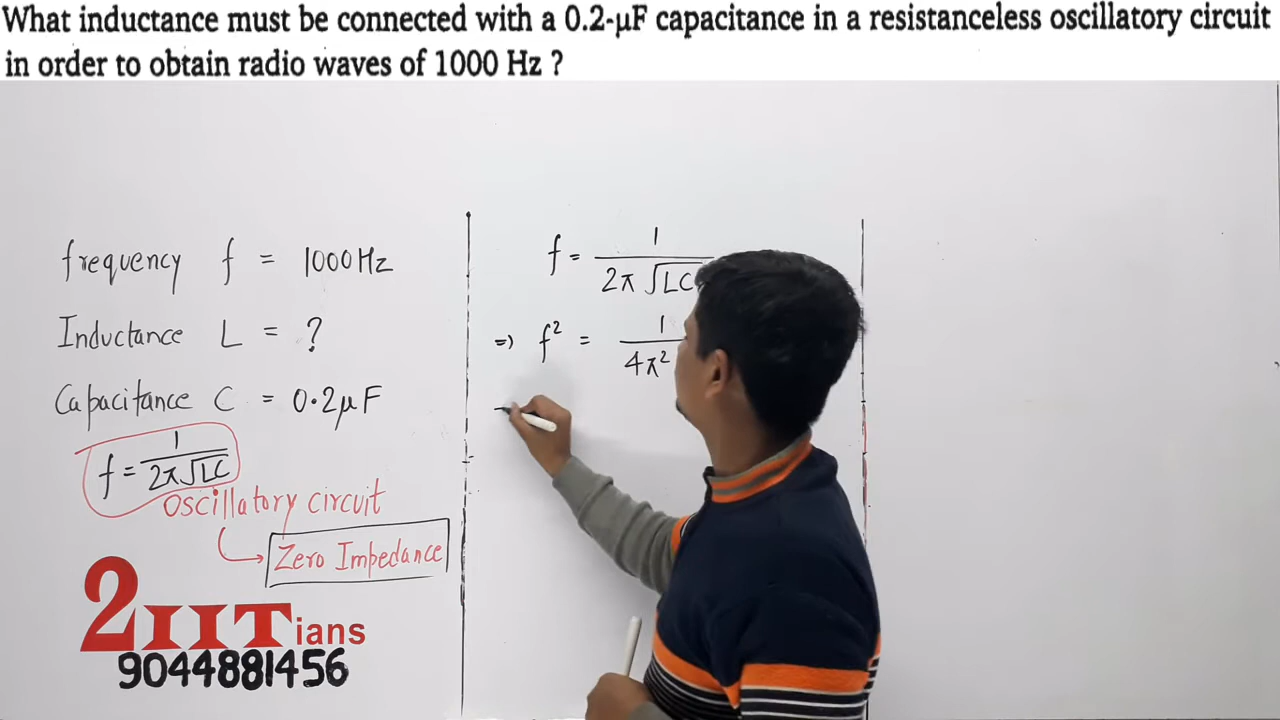 What inductance must be connected with a 0.2-μF capacitance in a resistanceless oscillatory circuit
in order to obtain radio waves of 1000 Hz ?
frequency f = 1000Hz
Inductance L = ?
Capacitance C = 0.2μF
f = 1/2π√LC
Oscillatory circuit
Zero Impedance
2IITians
9044881456
f = 1/2π√LC
⇒ f² = 1/4π²